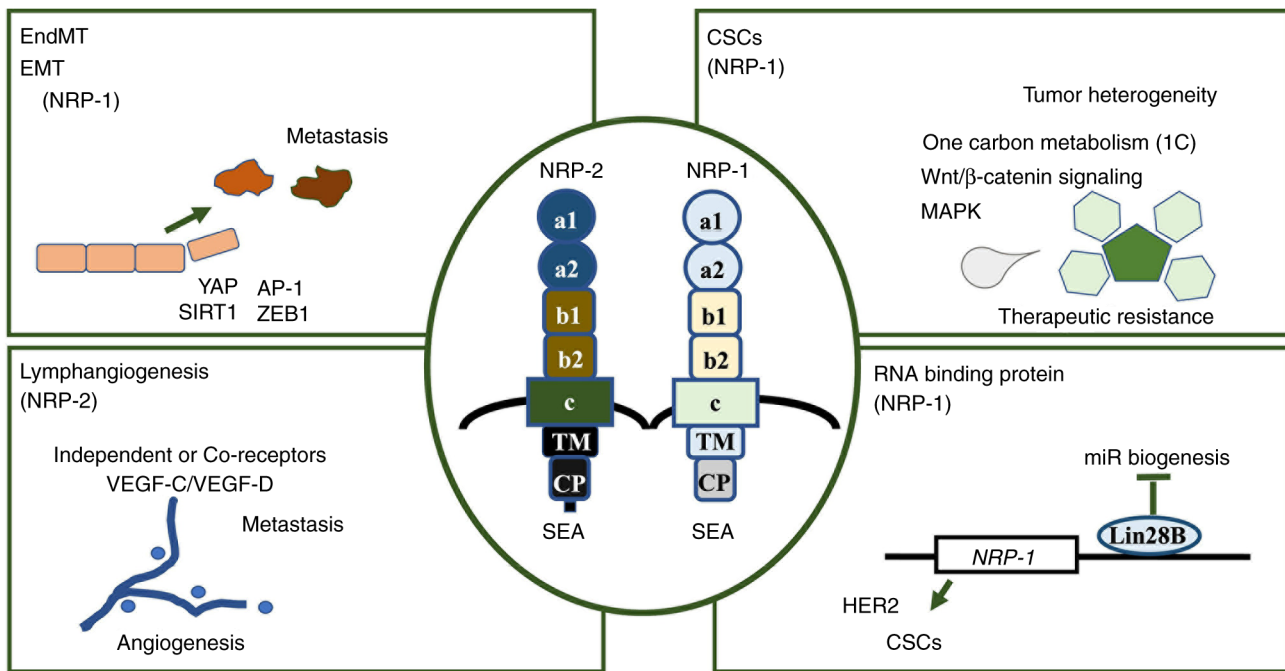 EndMT
EMT
(NRP-1)
Metastasis
YAP
AP-1
SIRT1
ZEB1
CSCs
(NRP-1)
Tumor heterogeneity
One carbon metabolism (1C)
Wnt/β-catenin signaling
MAPK
Therapeutic resistance
NRP-2
a1
a2
b1
b2
c
TM
CP
SEA
NRP-1
a1
a2
b1
b2
c
TM
CP
SEA
Lymphangiogenesis
(NRP-2)
Independent or Co-receptors
VEGF-C/VEGF-D
Metastasis
Angiogenesis
RNA binding protein
(NRP-1)
miR biogenesis
Lin28B
NRP-1
HER2
CSCs